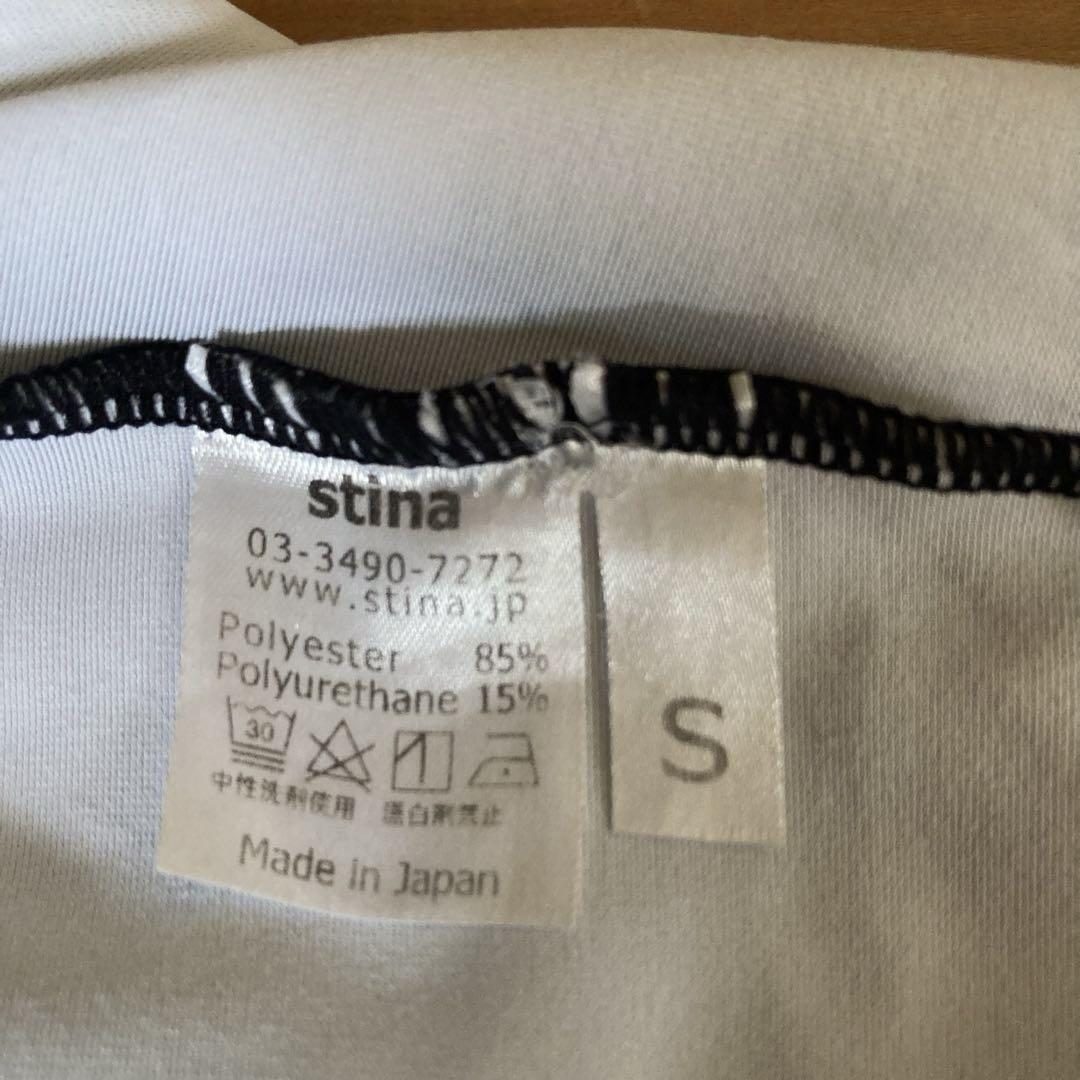 stina
03-3490-7272
www.stina.jp
Polyester 85%
Polyurethane 15%
30
中性洗剤使用 蛍白剤禁止
Made in Japan
S